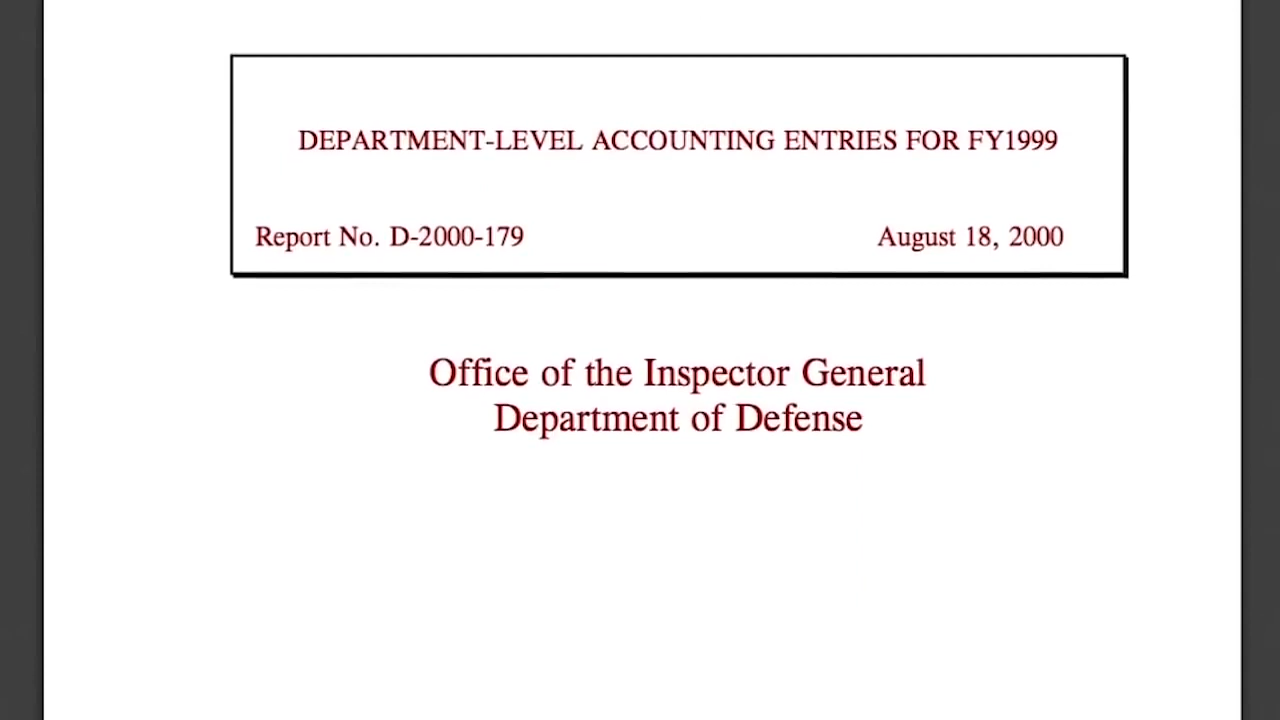 DEPARTMENT-LEVEL ACCOUNTING ENTRIES FOR FY1999
Report No. D-2000-179 August 18, 2000
Office of the Inspector General
Department of Defense